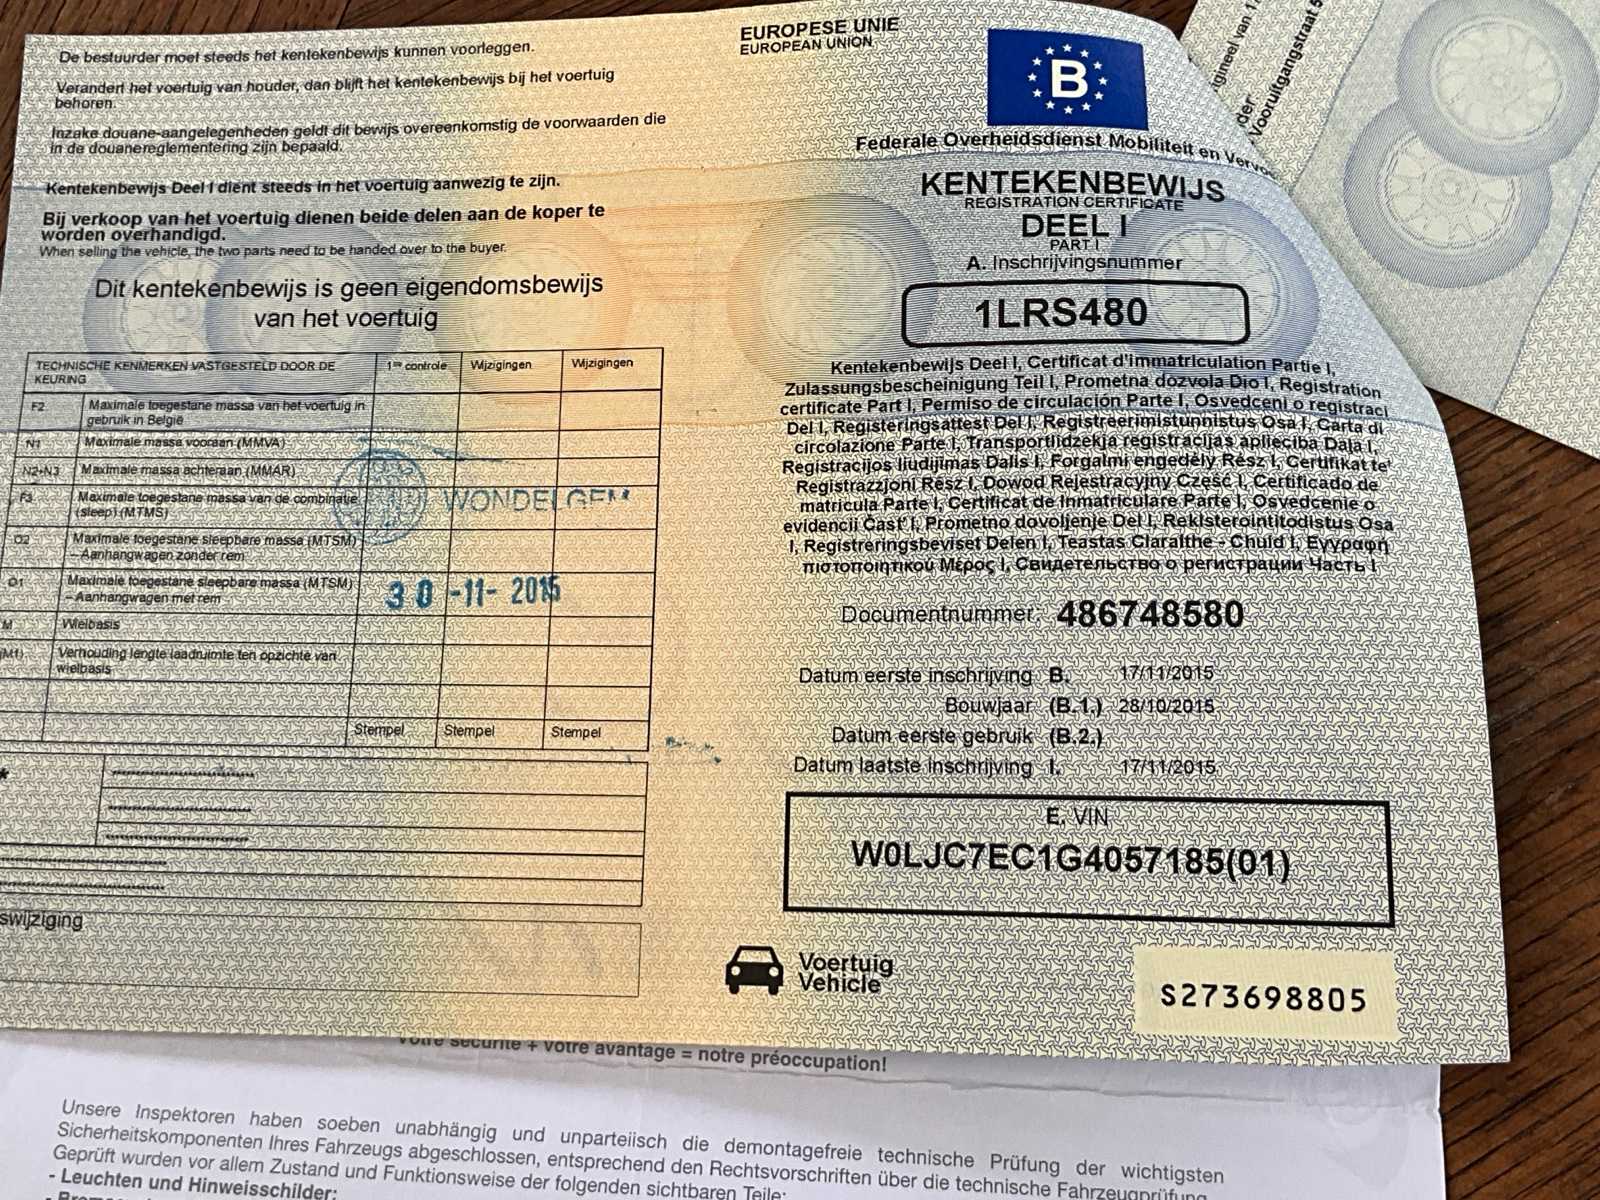 De bestuurder moet steeds het kentekenbewijs kunnen voorleggen.
Verandert het voertuig van houder, dan blijft het kentekenbewijs bij het voertuig
behoren.
Inzake douane-aangelegenheden geldt dit bewijs overeenkomstig de voorwaarden die
in de douanereglementering zijn bepaald.
Kentekenbewijs Deel I dient steeds in het voertuig aanwezig te zijn.
Bij verkoop van het voertuig dienen beide delen aan de koper te
worden overhandigd.
When selling the vehicle, the two parts need to be handed over to the buyer.
Dit kentekenbewijs is geen eigendomsbewijs
van het voertuig
TECHNISCHE KENMERKEN VASTGESTELD DOOR DE
KEURING
1ste controle
Wijzigingen
Wijzigingen
F2 Maximale toegestane massa van het voertuig in
gebruik in België
N1 Maximale massa vooraan (MMVA)
N2+N3 Maximale massa achteraan (MMAR)
F3 Maximale toegestane massa van de combinatie
(sleep) (MTMS)
O2 Maximale toegestane sleepbare massa (MTSM)
– Aanhangwagen zonder rem
O1 Maximale toegestane sleepbare massa (MTSM)
– Aanhangwagen met rem
M Wielbasis
(M1) Verhouding lengte laadruimte ten opzichte van
wielbasis
WONDELGEM
30 -11- 2015
Stempel Stempel Stempel
*
swijziging
EUROPESE UNIE
EUROPEAN UNION
B
Federale Overheidsdienst Mobiliteit en Vervoe
KENTEKENBEWIJS
REGISTRATION CERTIFICATE
DEEL I
PART I
A. Inschrijvingsnummer
1LRS480
Kentekenbewijs Deel I, Certificat d'immatriculation Partie I,
Zulassungsbescheinigung Teil I, Prometna dozvola Dio I, Registration
certificate Part I, Permiso de circulación Parte I, Osvedceni o registraci
Del I, Registeringsattest Del I, Registreerimistunnistus Osa I, Carta di
circolazione Parte I, Transportlidzekja registracijas aplieciba Daļa I,
Registracijos liudijimas Dalis I, Forgalmi engedély Rész I, Certifikat te'
Registrazzjoni Rész I, Dowod Rejestracyjny Część I, Certificado de
matricula Parte I, Certificat de Inmatriculare Parte I, Osvedcenie o
evidencii Časť I, Prometno dovoljenje Del I, Rekisterointitodistus Osa
I, Registreringsbeviset Delen I, Teastas Claraithe - Chuid I, Εγγραφή
πιστοποιητικού Μέρος I, Свидетельство о регистрации Часть I
Documentnummer: 486748580
Datum eerste inschrijving B. 17/11/2015
Bouwjaar (B.1.) 28/10/2015
Datum eerste gebruik (B.2.)
Datum laatste inschrijving I. 17/11/2015
E. VIN
W0LJC7EC1G4057185(01)
Voertuig
Vehicle
S273698805
igineel van 1
der
Vooruitgangstraat 5
votre sécurité + votre avantage = notre préoccupation!
Unsere Inspektoren haben soeben unabhängig und unparteiisch die demontagefreie technische Prüfung der wichtigsten
Sicherheitskomponenten Ihres Fahrzeugs abgeschlossen, entsprechend den Rechtsvorschriften über die technische Fahrzeugprüfung.
Geprüft wurden vor allem Zustand und Funktionsweise der folgenden sichtbaren Teile:
- Leuchten und Hinweisschilder;